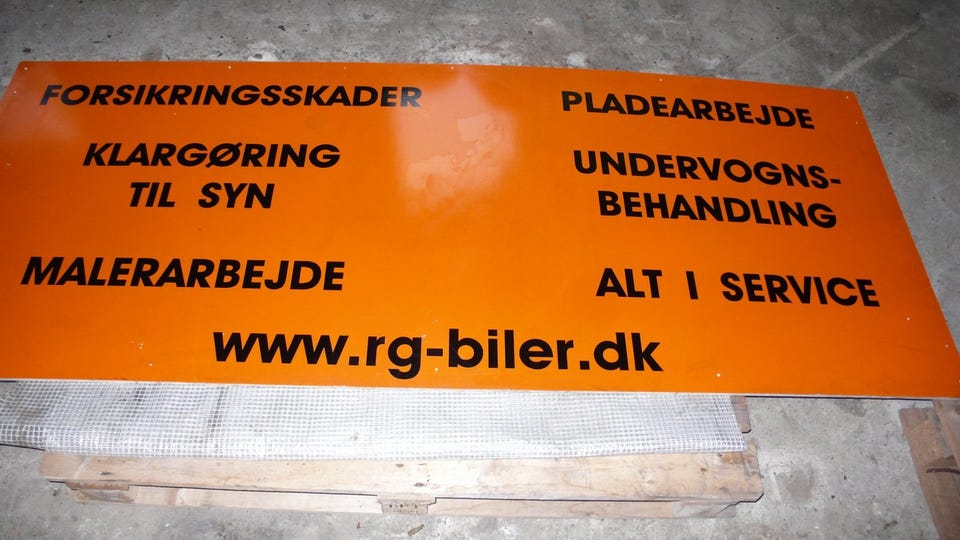 FORSIKRINGSSKADER
KLARGØRING
TIL SYN
MALERARBEJDE
PLADEARBEJDE
UNDERVOGNS-
BEHANDLING
ALT I SERVICE
www.rg-biler.dk